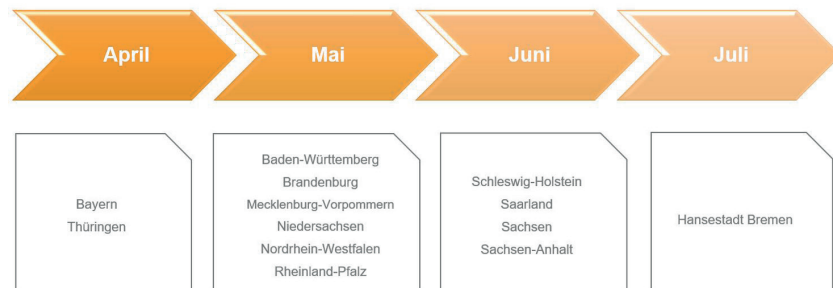 April
Mai
Juni
Juli
Bayern
Thüringen
Baden-Württemberg
Brandenburg
Mecklenburg-Vorpommern
Niedersachsen
Nordrhein-Westfalen
Rheinland-Pfalz
Schleswig-Holstein
Saarland
Sachsen
Sachsen-Anhalt
Hansestadt Bremen